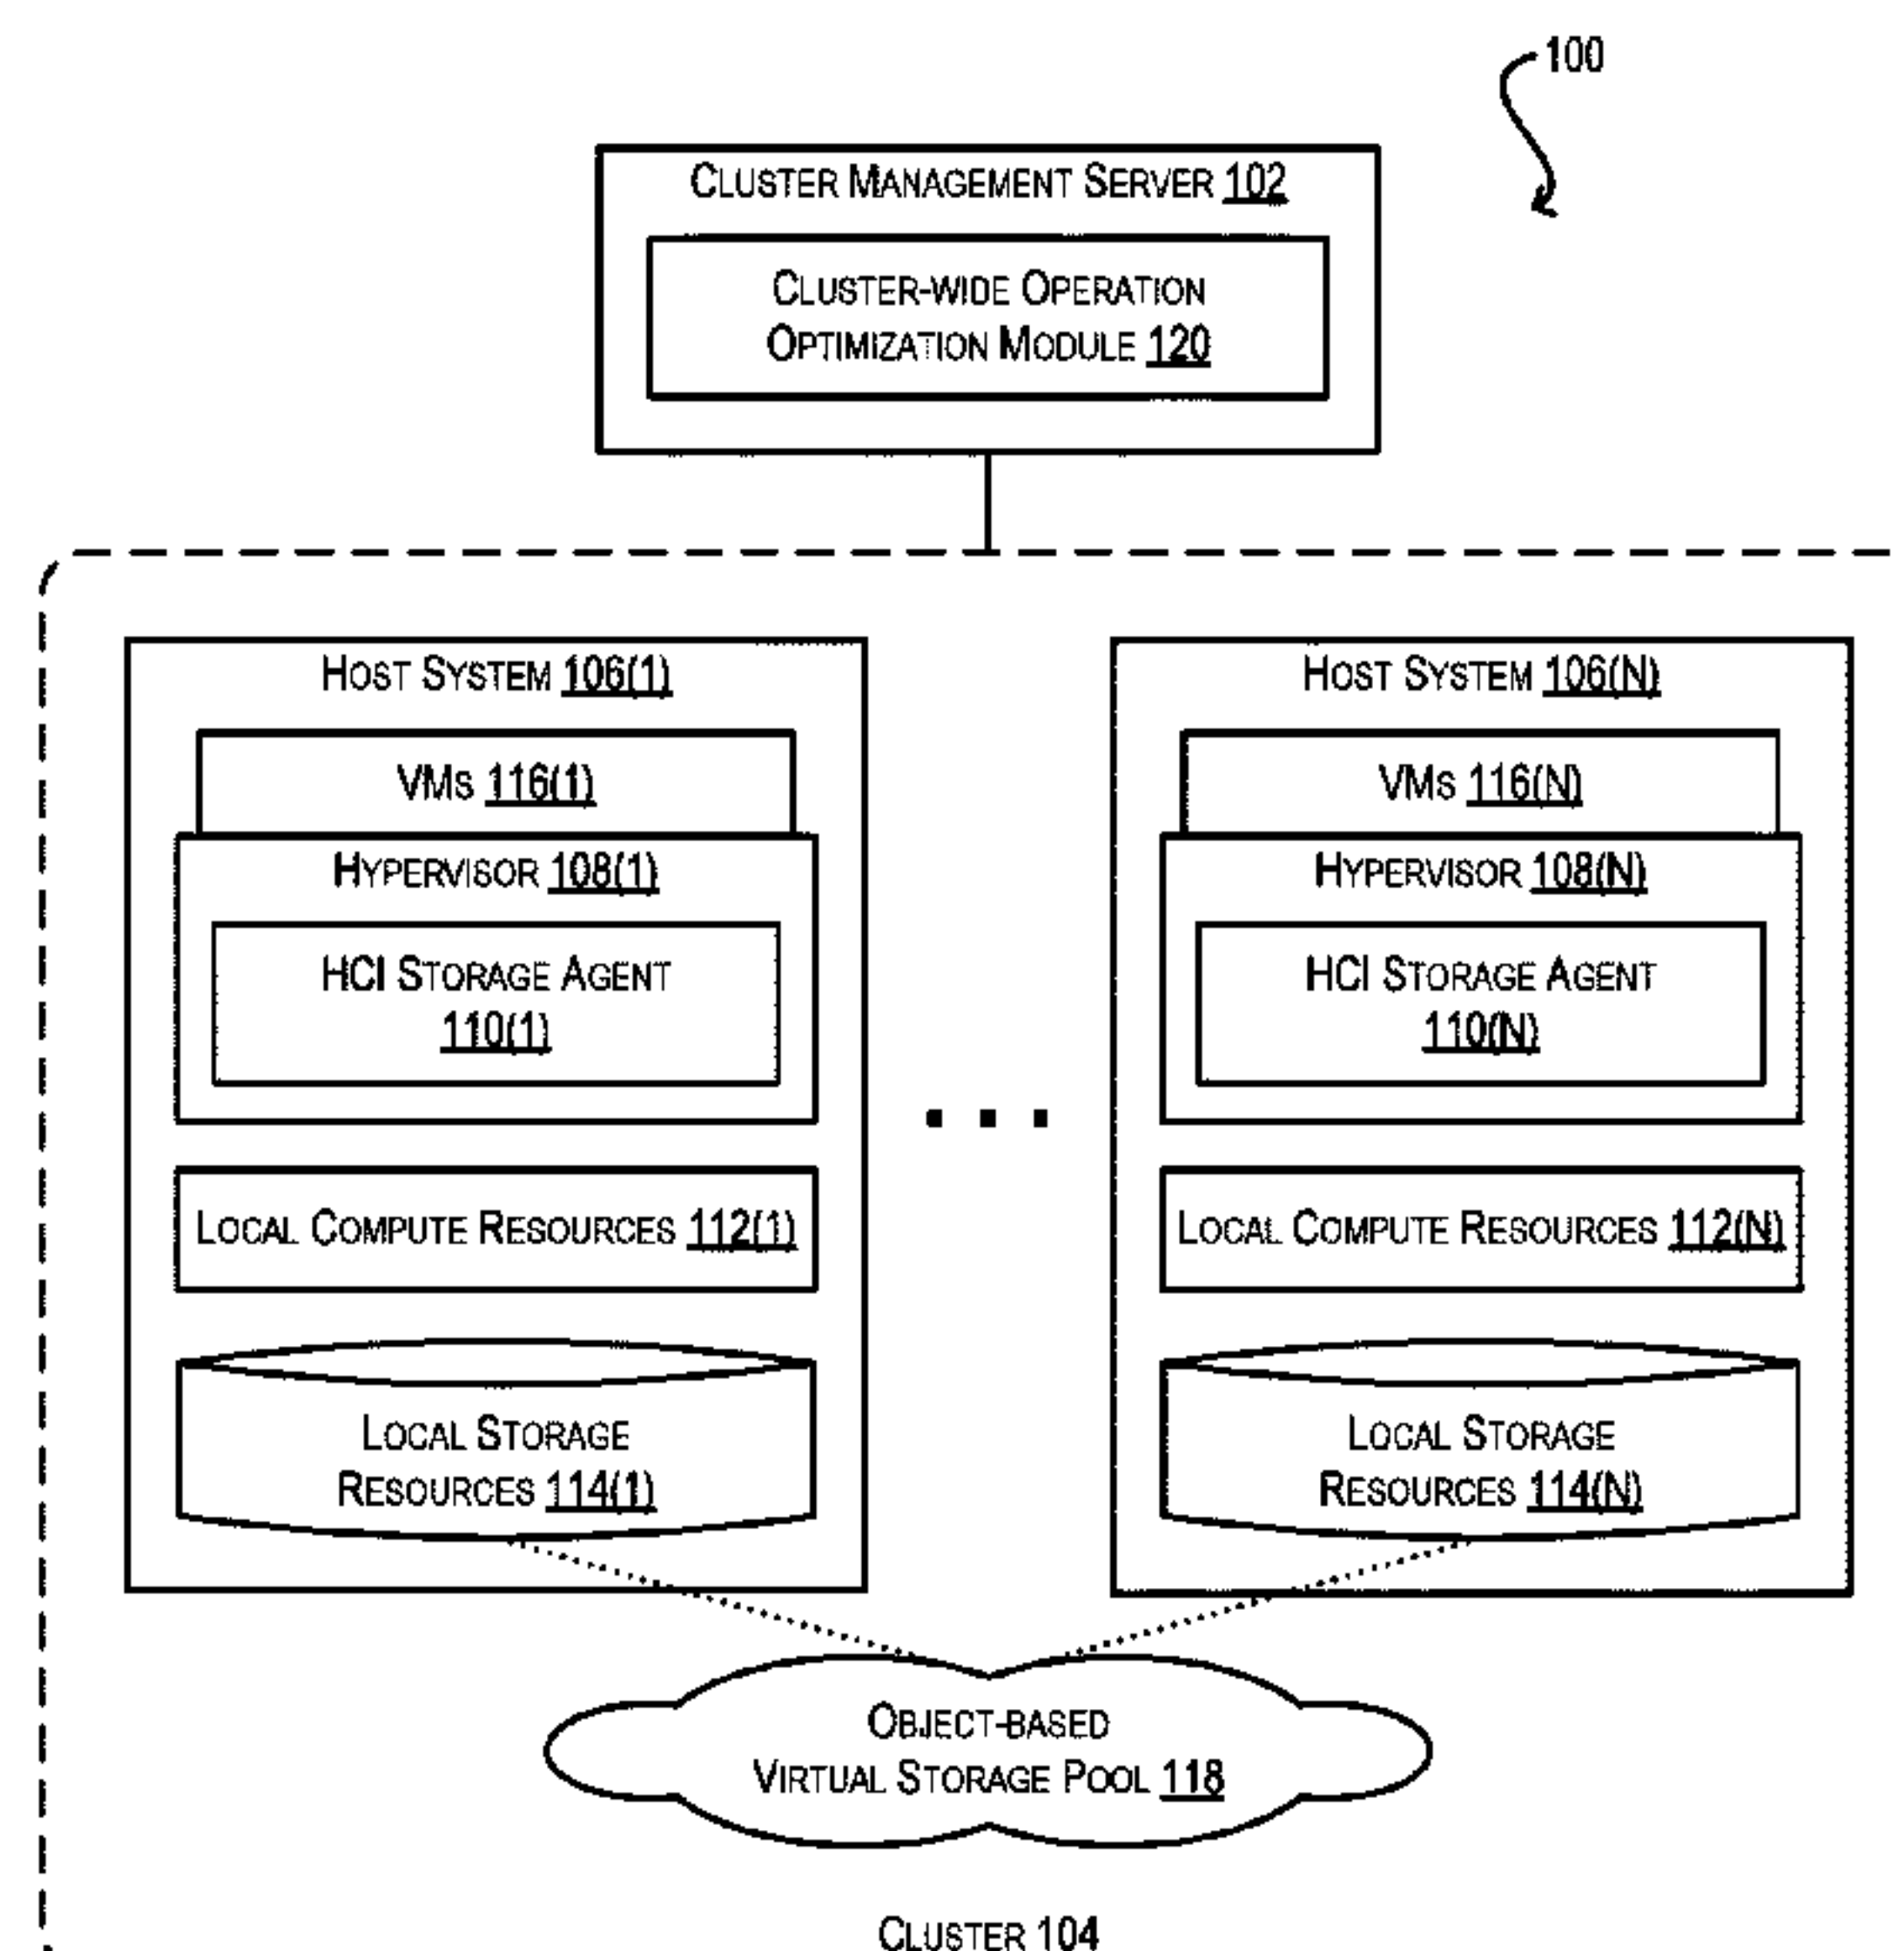 100
CLUSTER MANAGEMENT SERVER 102
CLUSTER-WIDE OPERATION
OPTIMIZATION MODULE 120
HOST SYSTEM 106(1)
VMS 116(1)
HYPERVISOR 108(1)
HCI STORAGE AGENT
110(1)
LOCAL COMPUTE RESOURCES 112(1)
LOCAL STORAGE
RESOURCES 114(1)
...
HOST SYSTEM 106(N)
VMS 116(N)
HYPERVISOR 108(N)
HCI STORAGE AGENT
110(N)
LOCAL COMPUTE RESOURCES 112(N)
LOCAL STORAGE
RESOURCES 114(N)
OBJECT-BASED
VIRTUAL STORAGE POOL 118
CLUSTER 104